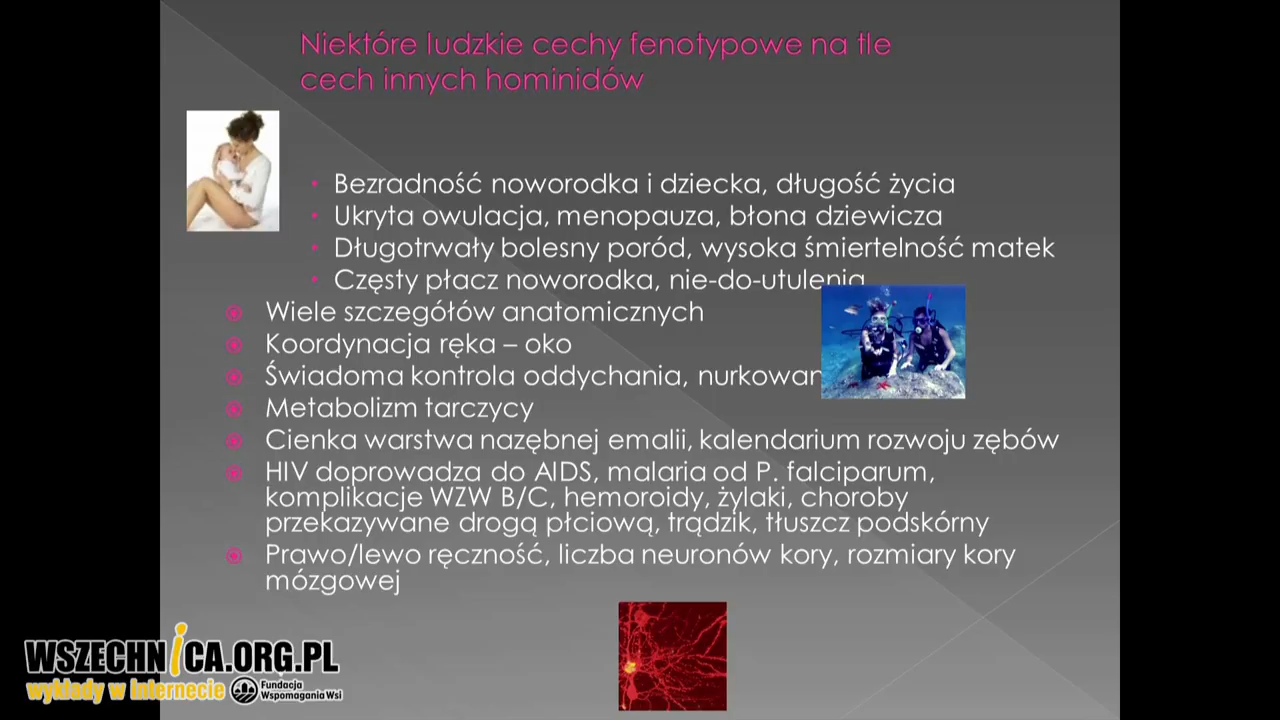 Niektóre ludzkie cechy fenotypowe na tle
cech innych hominidów
Bezradność noworodka i dziecka, długość życia
Ukryta owulacja, menopauza, błona dziewicza
Długotrwały bolesny poród, wysoka śmiertelność matek
Częsty płacz noworodka, nie-do-utulenia
Wiele szczegółów anatomicznych
Koordynacja ręka – oko
Świadoma kontrola oddychania, nurkowan
Metabolizm tarczycy
Cienka warstwa nazębnej emalii, kalendarium rozwoju zębów
HIV doprowadza do AIDS, malaria od P. falciparum,
komplikacje WZW B/C, hemoroidy, żylaki, choroby
przekazywane drogą płciową, trądzik, tłuszcz podskórny
Prawo/lewo ręczność, liczba neuronów kory, rozmiary kory
mózgowej
WSZECHNiCA.ORG.PL
wykłady w Internecie
Fundacja
Wspomagania Wsi